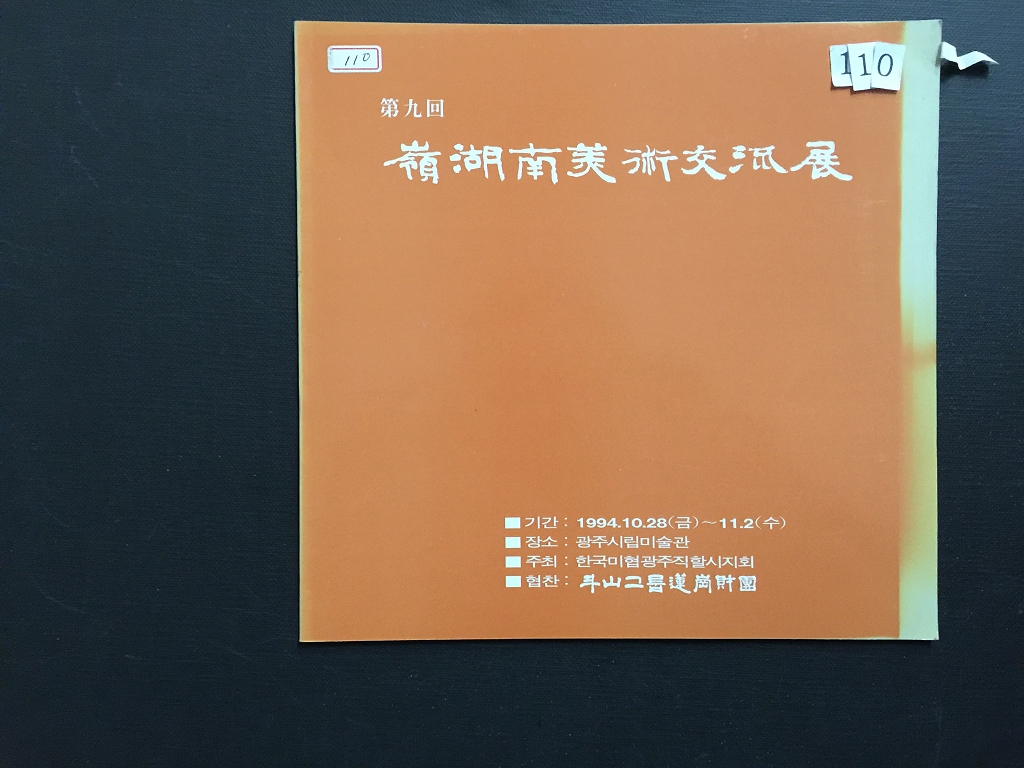 110
110
第九回
嶺湖南美術交流展
■ 기간 : 1994.10.28(금)~11.2(수)
■ 장소 : 광주시립미술관
■ 주최 : 한국미협광주직할시지회
■ 협찬 : 斗山그룹蓮崗財團